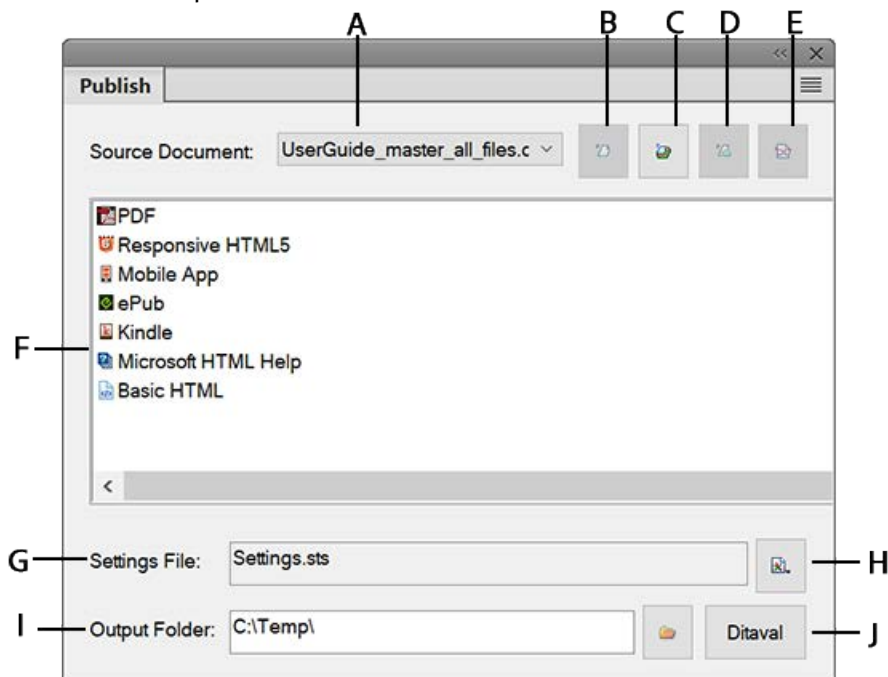 A B C D E
Publish
Source Document: UserGuide_master_all_files.c
PDF
Responsive HTML5
Mobile App
ePub
Kindle
F
Microsoft HTML Help
Basic HTML
G Settings File: Settings.sts H
I Output Folder: C:\Temp\ Ditaval J